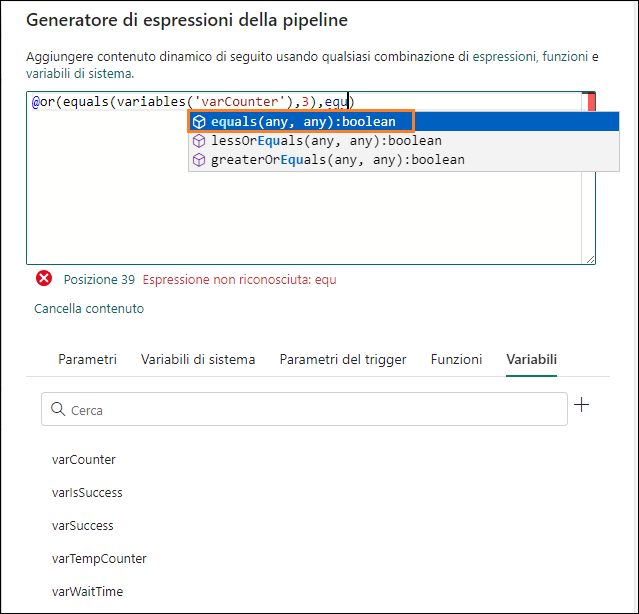 Generatore di espressioni della pipeline
Aggiungere contenuto dinamico di seguito usando qualsiasi combinazione di espressioni, funzioni e
variabili di sistema.
@or(equals(variables('varCounter'),3),equ)
equals(any, any):boolean
lessOrEquals(any, any):boolean
greaterOrEquals(any, any):boolean
Posizione 39 Espressione non riconosciuta: equ
Cancella contenuto
Parametri Variabili di sistema Parametri del trigger Funzioni Variabili
Cerca
varCounter
varIsSuccess
varSuccess
varTempCounter
varWaitTime